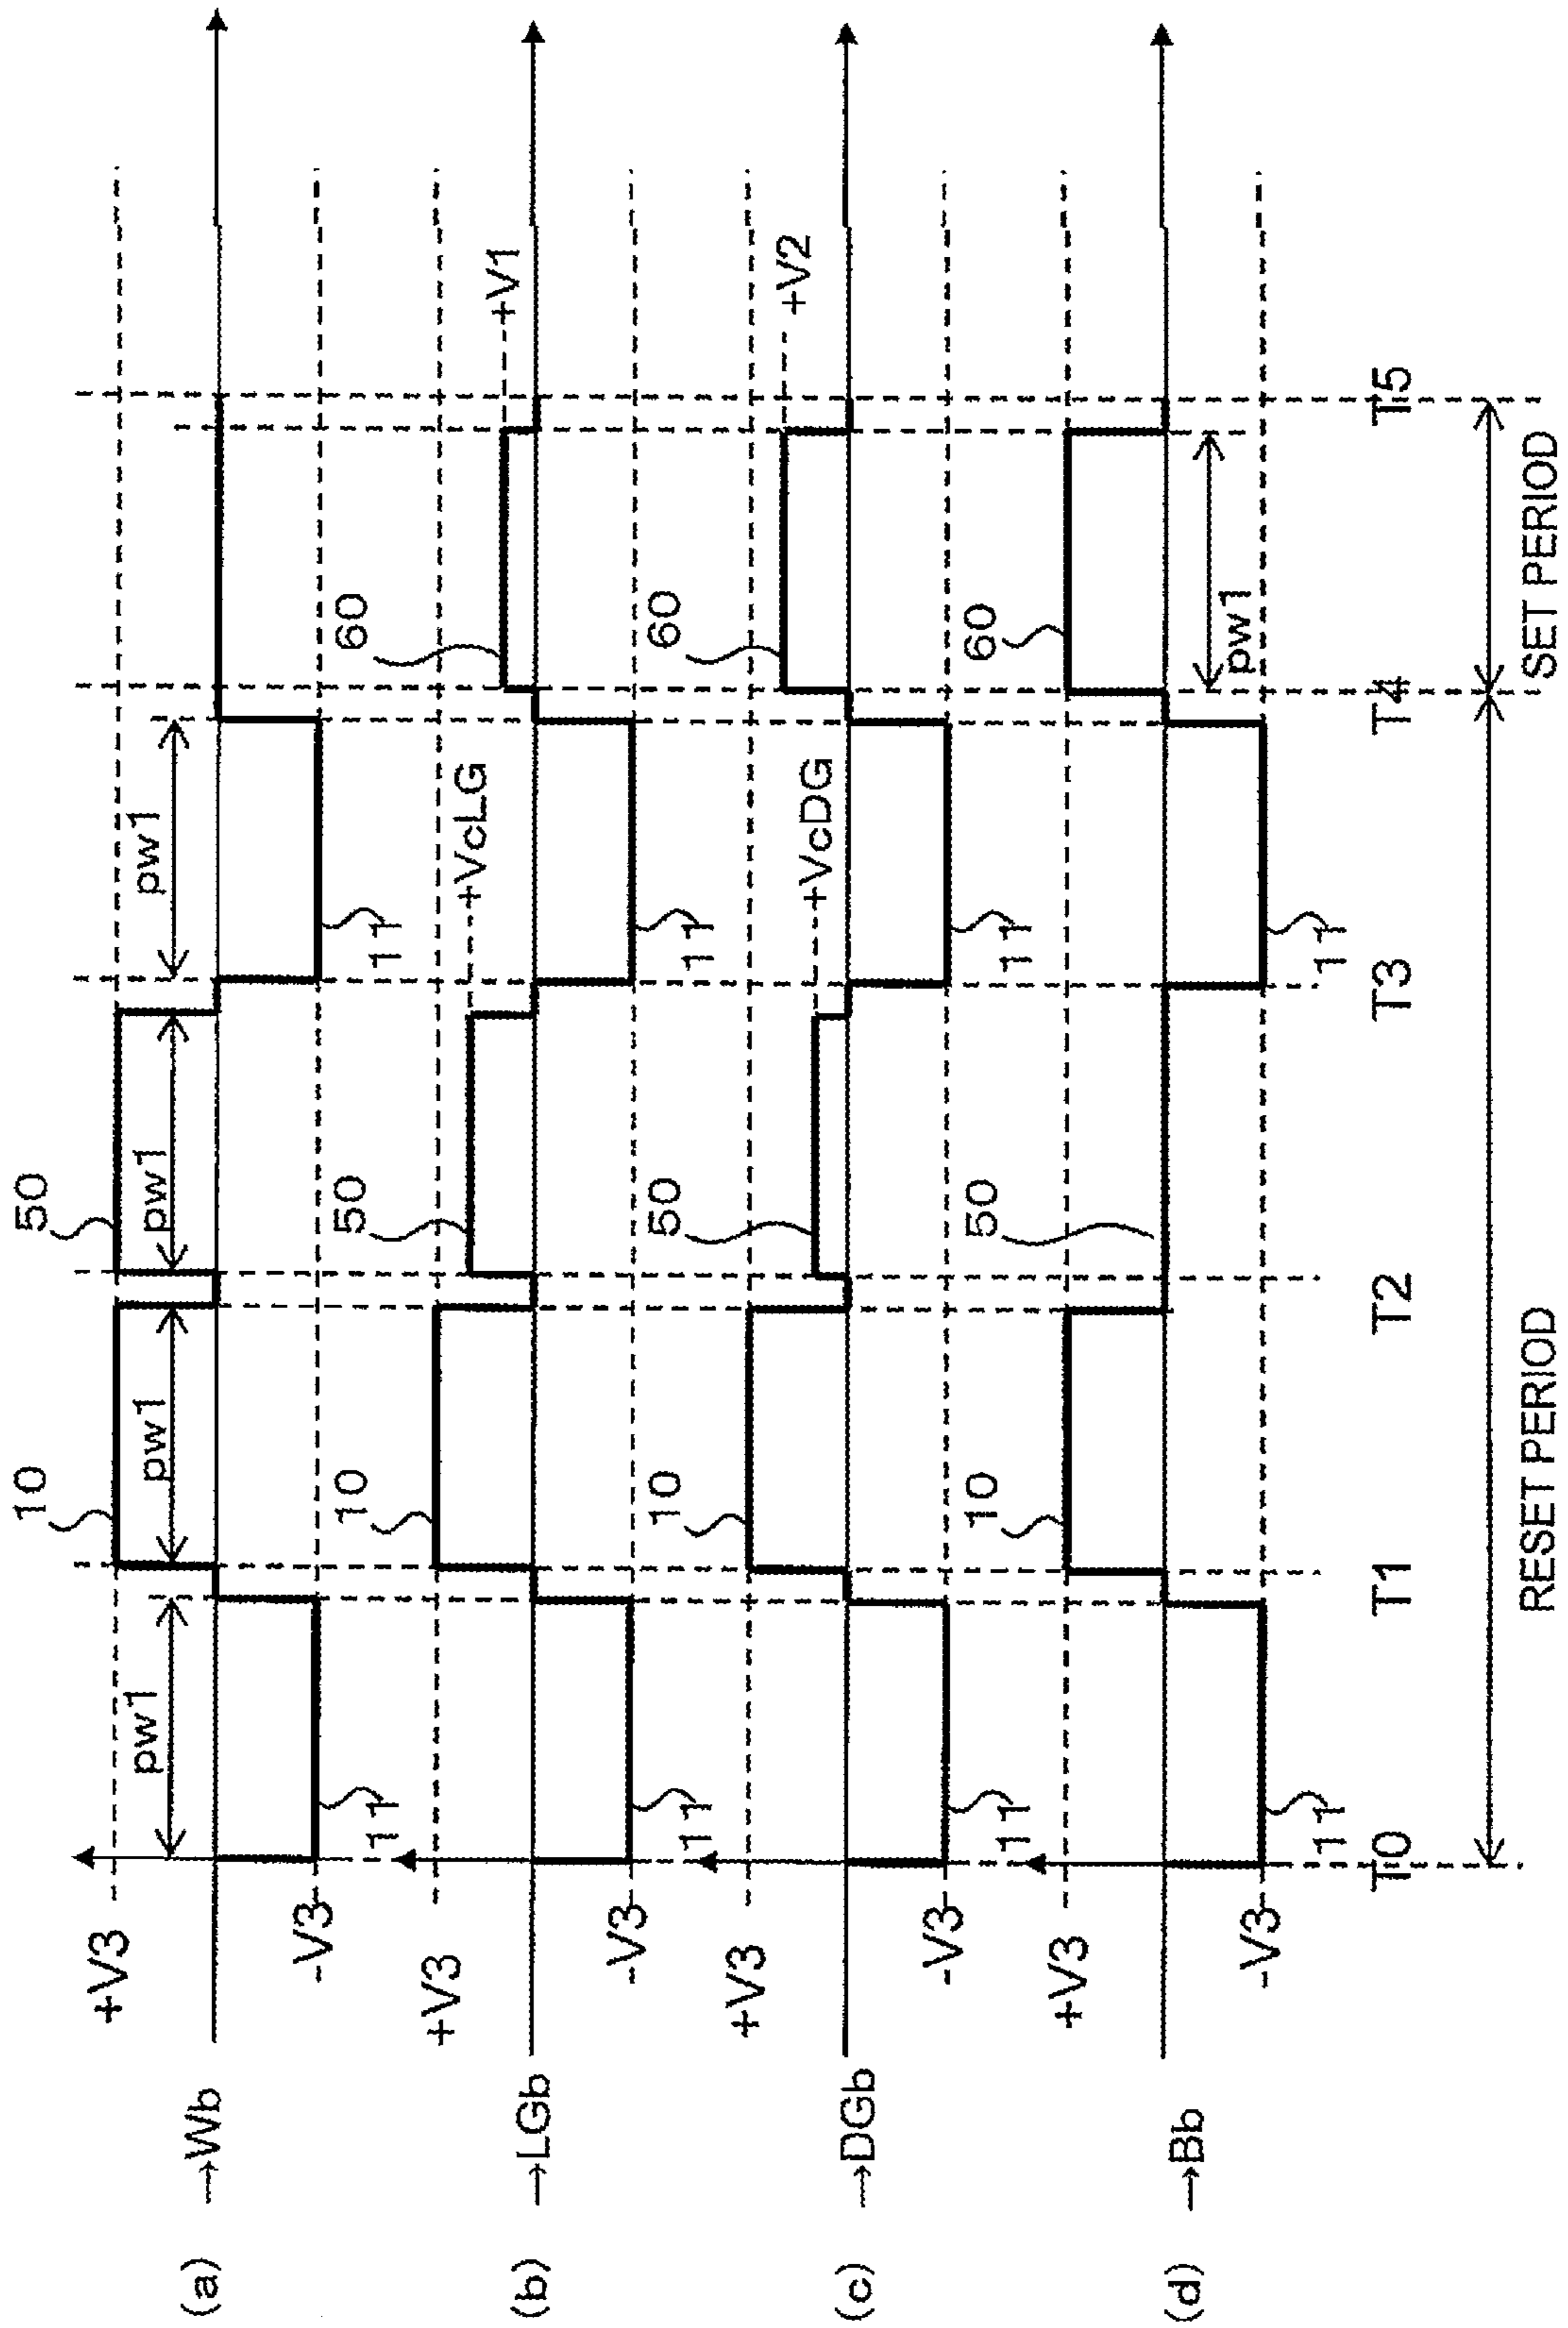 (a) →Wb
+V3
-V3
11
pw1
10
pw1
50
pw1
11
pw1
(b) →LGb
+V3
-V3
11
10
50
+VcLG
11
60
+V1
(c) →DGb
+V3
-V3
11
10
50
+VcDG
11
60
+V2
(d) →Bb
+V3
-V3
11
10
50
11
60
pw1
T0
T1
T2
T3
T4
T5
RESET PERIOD
SET PERIOD